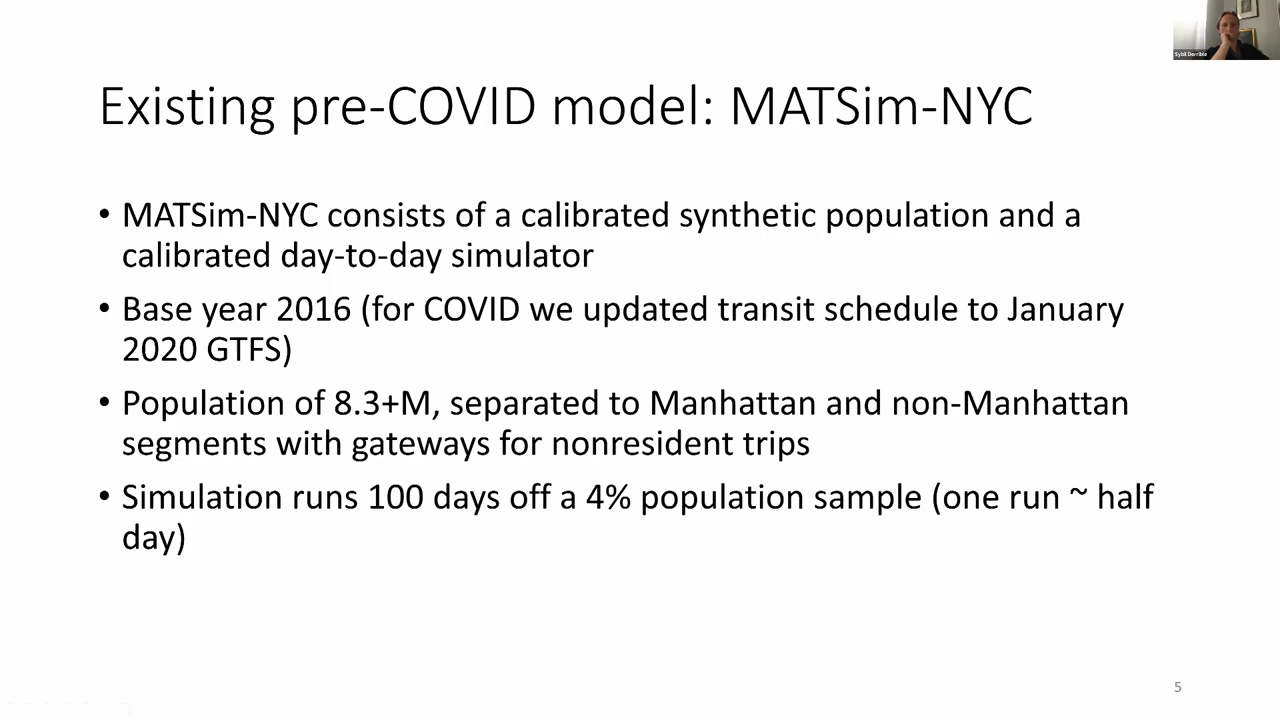 Sybil Derrible
Existing pre-COVID model: MATSim-NYC
• MATSim-NYC consists of a calibrated synthetic population and a
calibrated day-to-day simulator
• Base year 2016 (for COVID we updated transit schedule to January
2020 GTFS)
• Population of 8.3+M, separated to Manhattan and non-Manhattan
segments with gateways for nonresident trips
• Simulation runs 100 days off a 4% population sample (one run ~ half
day)
5